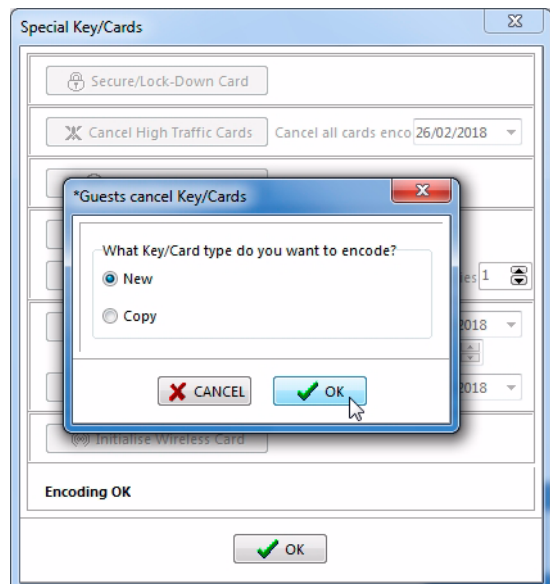 Special Key/Cards
Secure/Lock-Down Card
Cancel High Traffic Cards Cancel all cards enco 26/02/2018
*Guests cancel Key/Cards
What Key/Card type do you want to encode?
New
1
Copy
2018
CANCEL OK
2018
Initialise Wireless Card
Encoding OK
OK